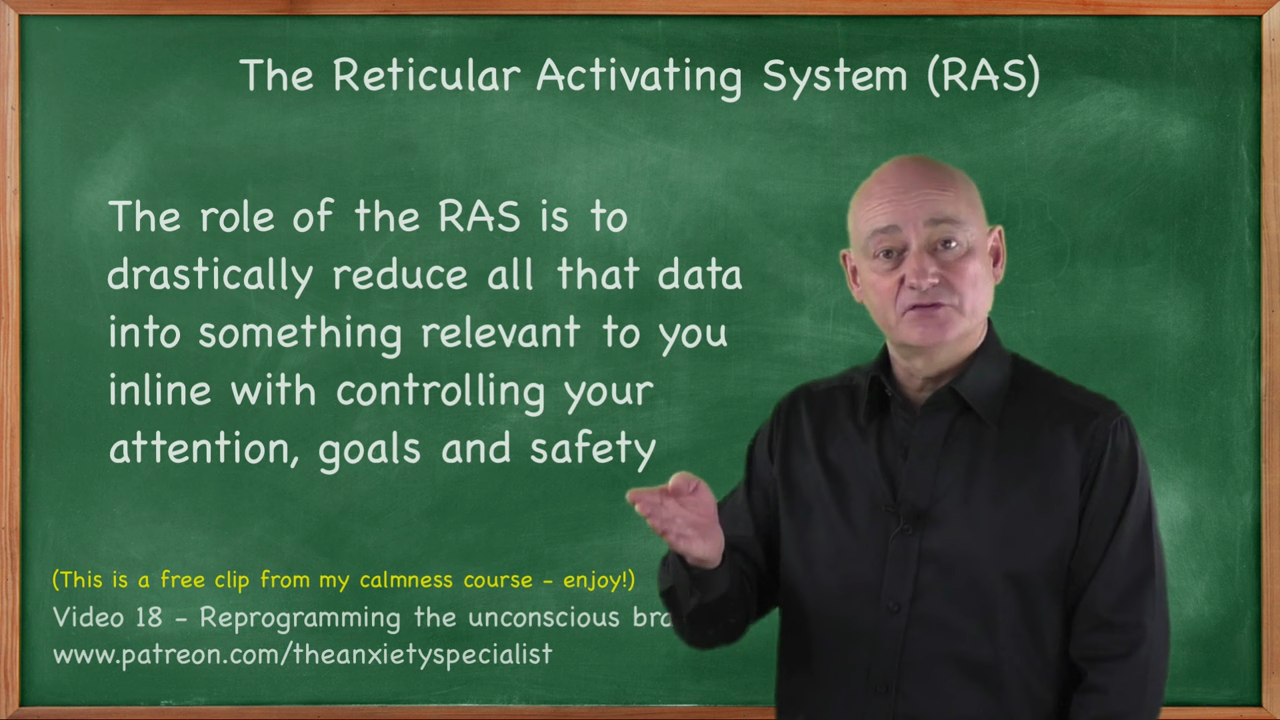 The Reticular Activating System (RAS)
The role of the RAS is to
drastically reduce all that data
into something relevant to you
inline with controlling your
attention, goals and safety
(This is a free clip from my calmness course - enjoy!)
Video 18 - Reprogramming the unconscious
www.patreon.com/theanxietyspecialist